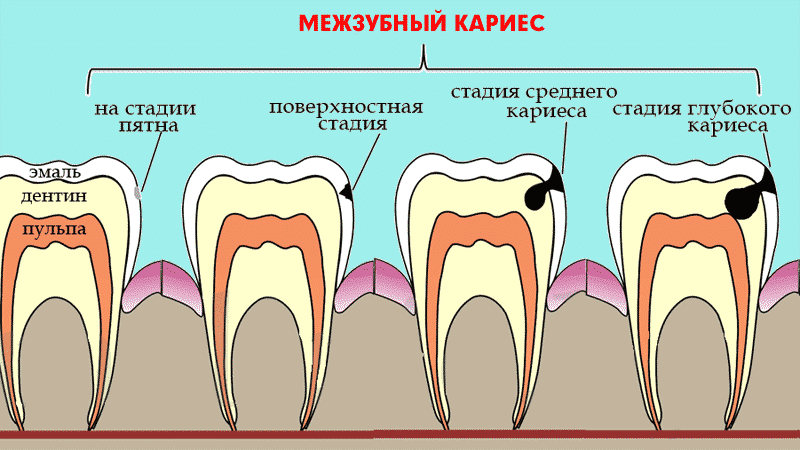 МЕЖЗУБНЫЙ КАРИЕС
на стадии
пятна
поверхностная
стадия
стадия среднего
кариеса
стадия глубокого
кариеса
эмаль
дентин
пульпа